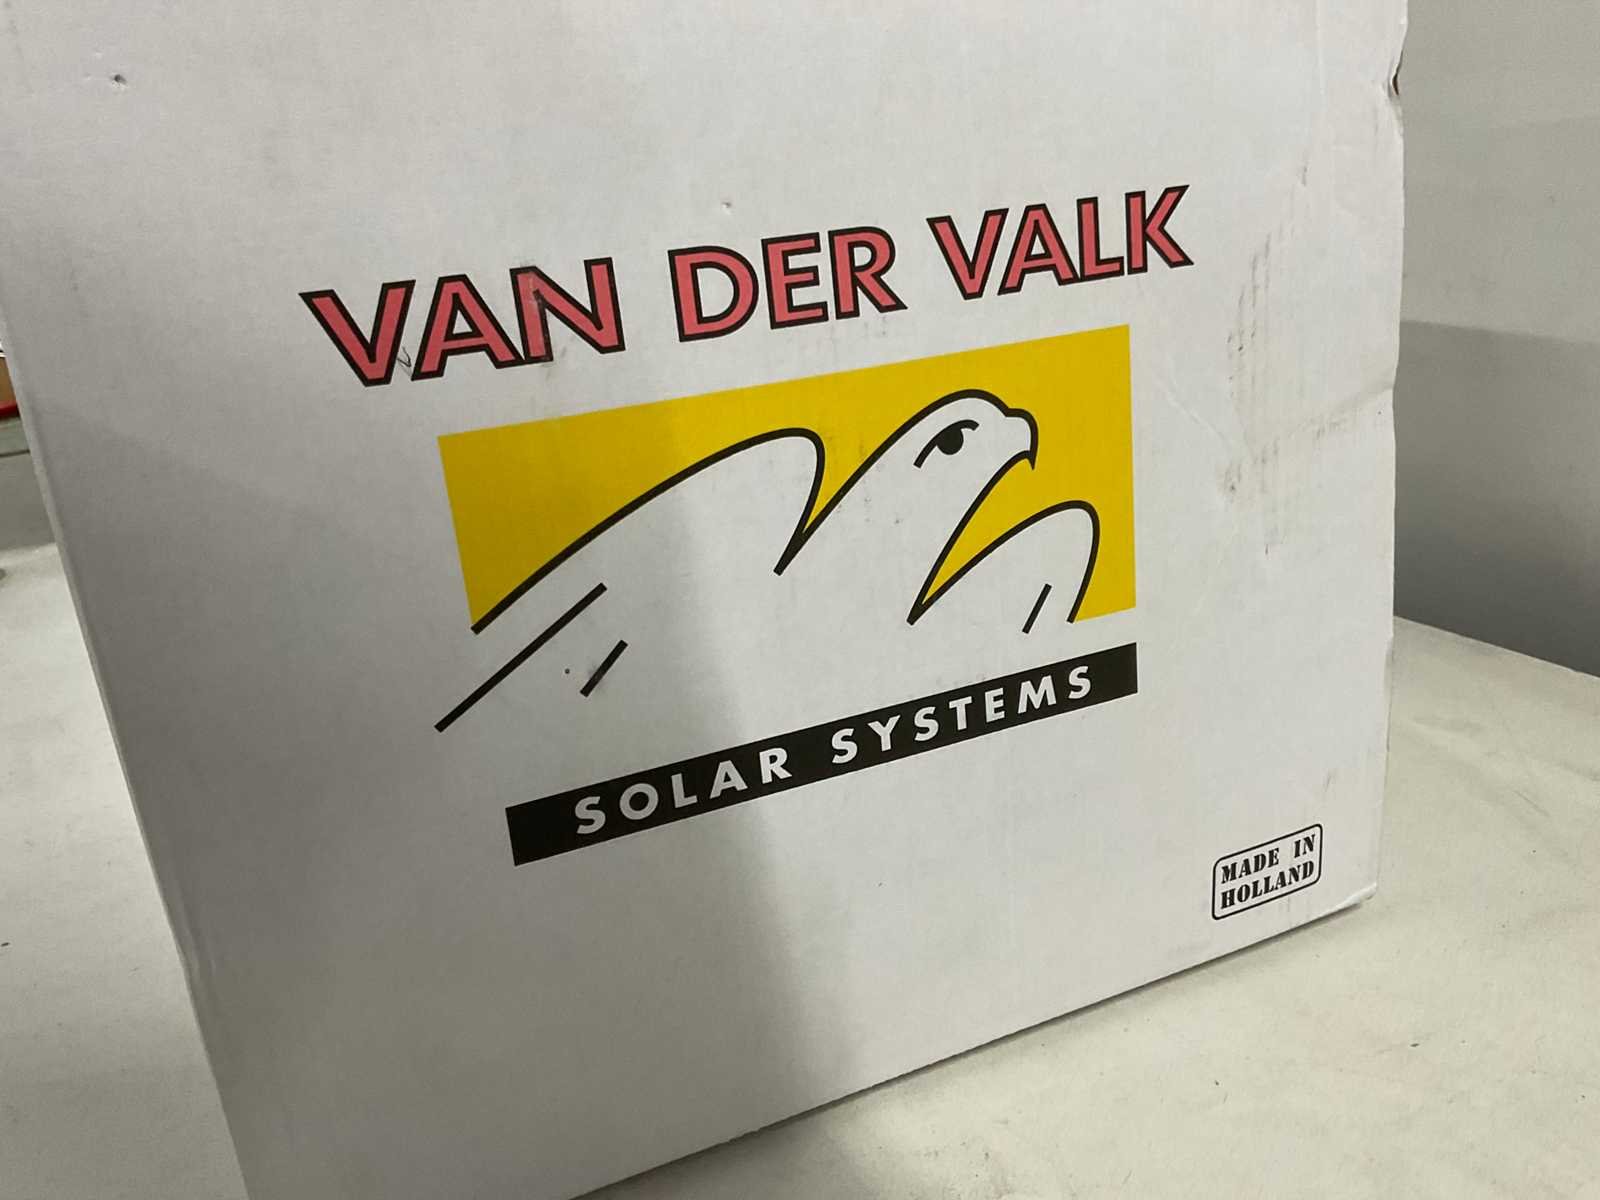 VAN DER VALK
SOLAR SYSTEMS
MADE IN
HOLLAND